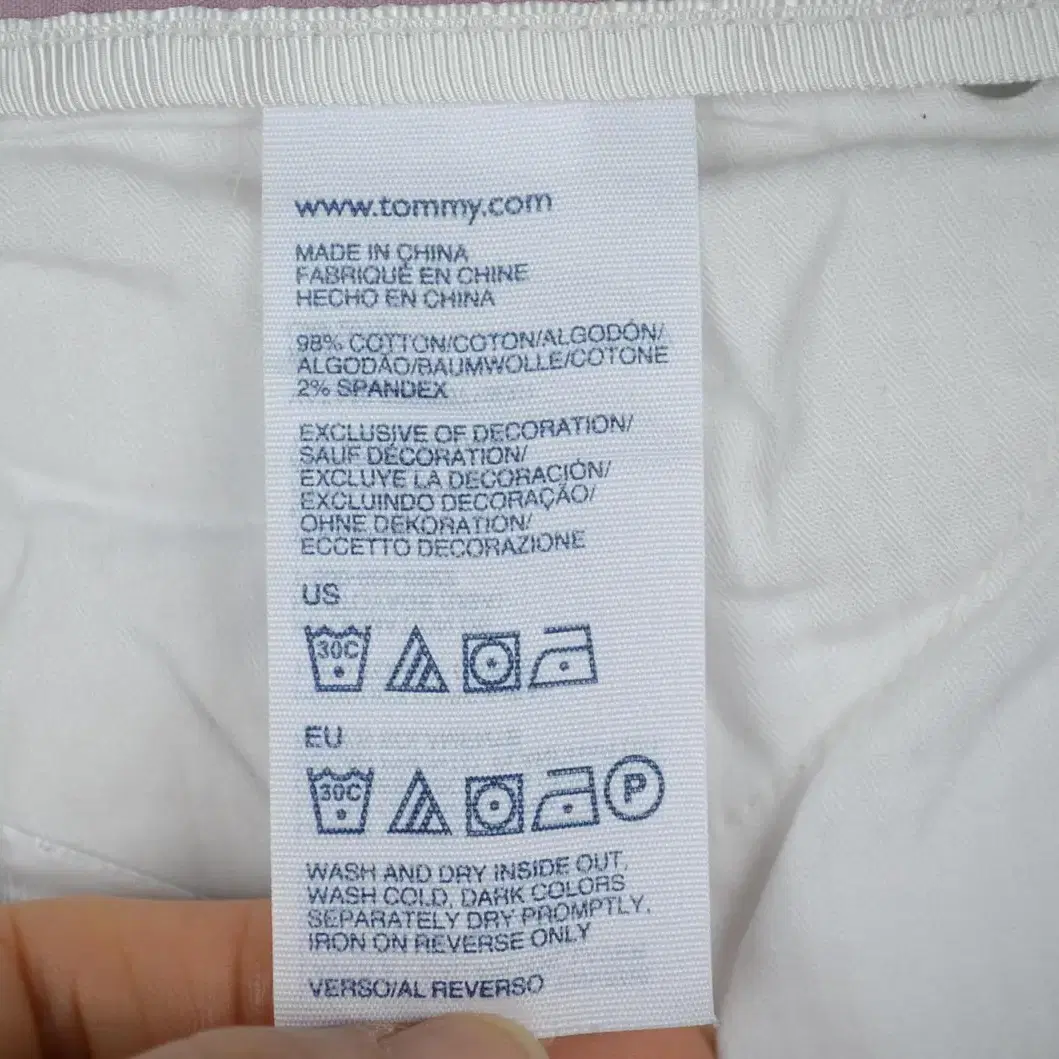 www.tommy.com
MADE IN CHINA
FABRIQUÉ EN CHINE
HECHO EN CHINA
98% COTTON/COTON/ALGODÓN/
ALGODÃO/BAUMWOLLE/COTONE
2% SPANDEX
EXCLUSIVE OF DECORATION/
SAUF DÉCORATION/
EXCLUYE LA DECORACIÓN/
EXCLUINDO DECORAÇÃO/
OHNE DEKORATION/
ECCETTO DECORAZIONE
US
30C
EU
30C P
WASH AND DRY INSIDE OUT,
WASH COLD, DARK COLORS
SEPARATELY DRY PROMPTLY,
IRON ON REVERSE ONLY
VERSO/AL REVERSO